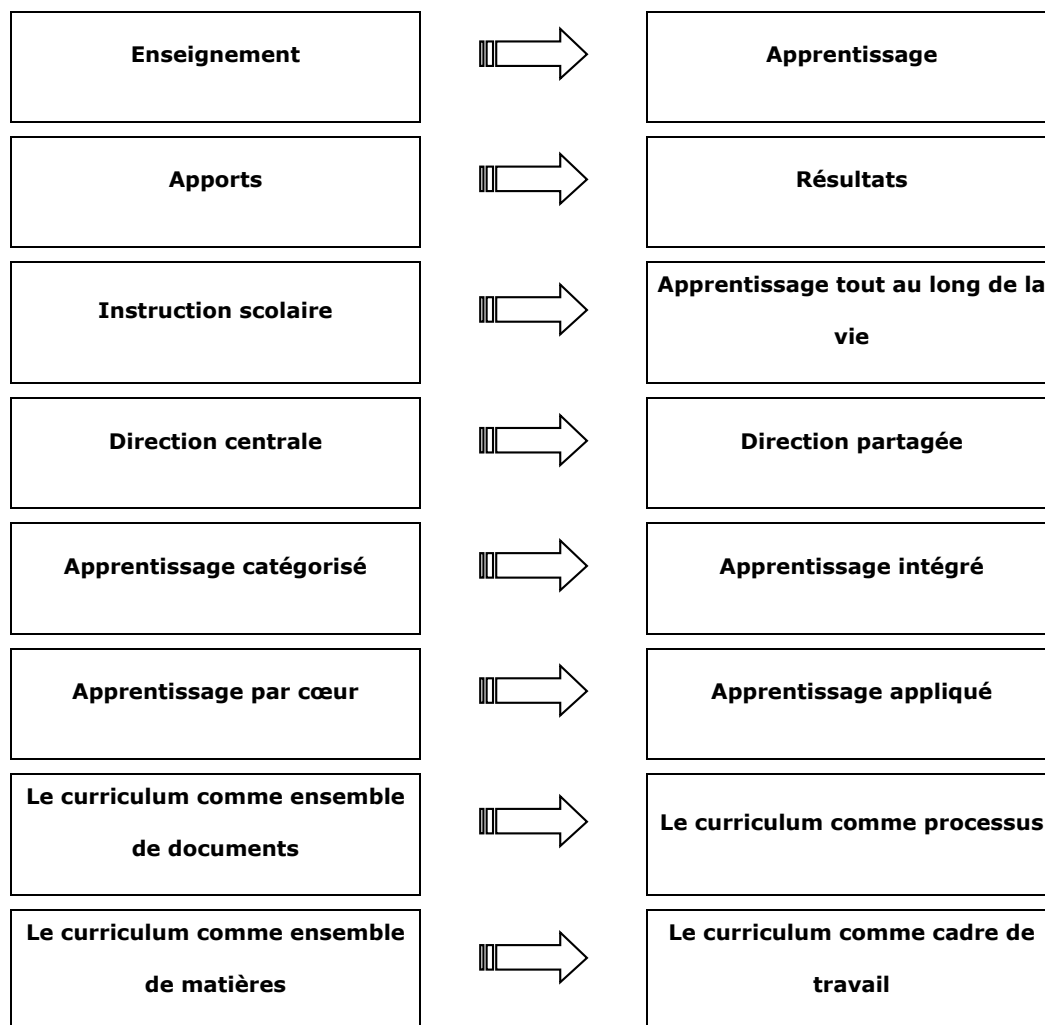 Enseignement
Apprentissage
Apports
Résultats
Instruction scolaire
Apprentissage tout au long de la
vie
Direction centrale
Direction partagée
Apprentissage catégorisé
Apprentissage intégré
Apprentissage par cœur
Apprentissage appliqué
Le curriculum comme ensemble
de documents
Le curriculum comme processus
Le curriculum comme ensemble
de matières
Le curriculum comme cadre de
travail